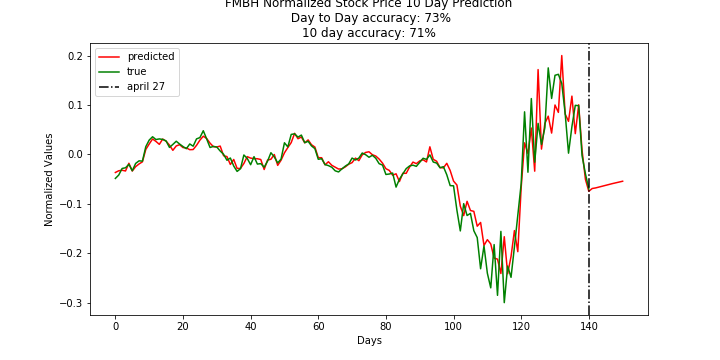 FMBH Normalized Stock Price 10 Day Prediction
Day to Day accuracy: 73%
10 day accuracy: 71%
predicted
true
april 27
Normalized Values
0.2
0.1
0.0
−0.1
−0.2
−0.3
0
20
40
60
80
100
120
140
Days